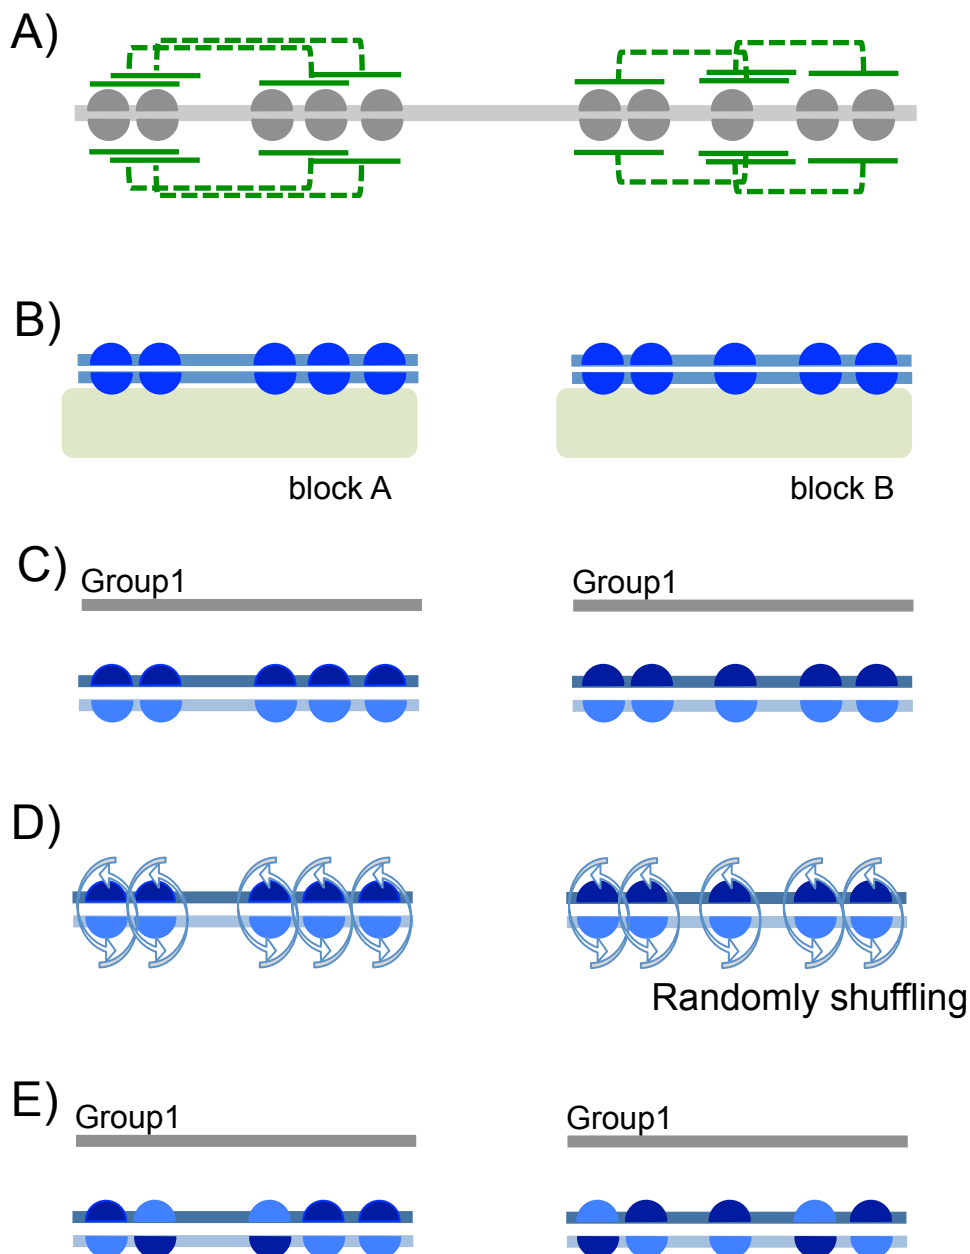 A)
B)
block A
block B
C)
Group1
Group1
D)
Randomly shuffling
E)
Group1
Group1